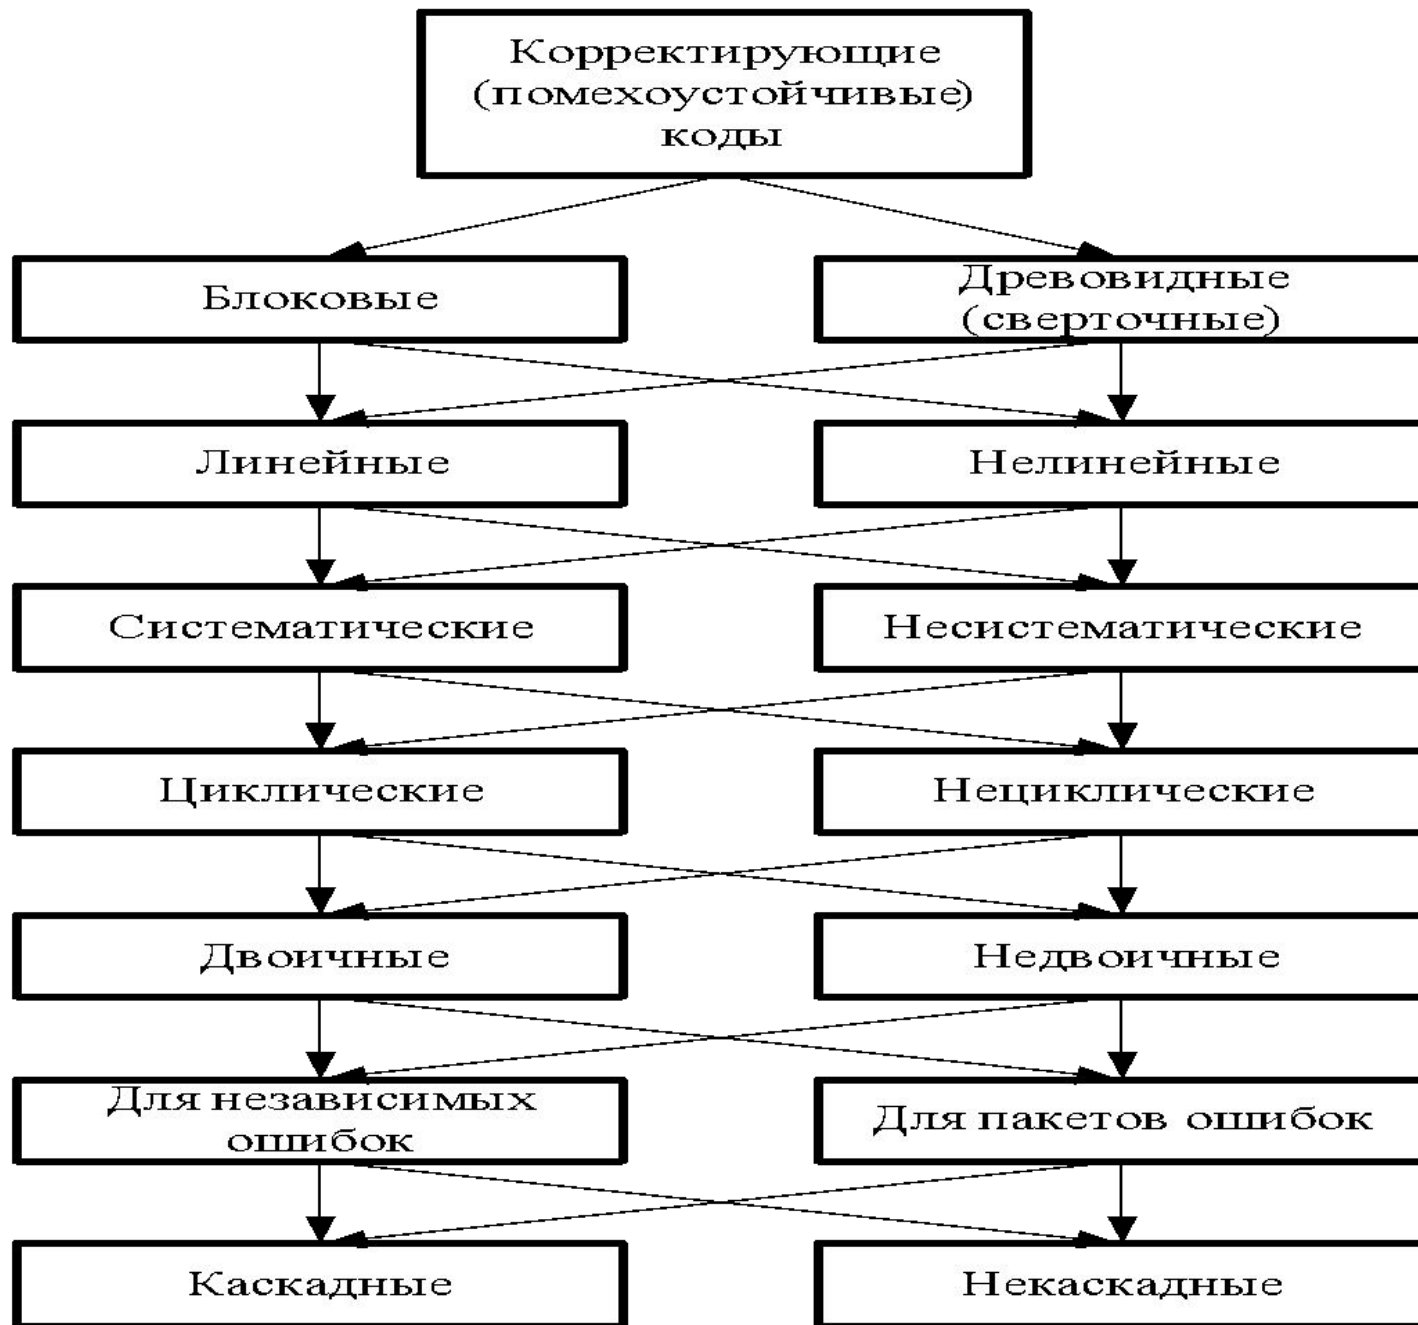 Корректирующие
(помехоустойчивые)
коды
Блоковые
Древовидные
(сверточные)
Линейные
Нелинейные
Систематические
Несистематические
Циклические
Нециклические
Двоичные
Недвоичные
Для независимых
ошибок
Для пакетов ошибок
Каскадные
Некаскадные